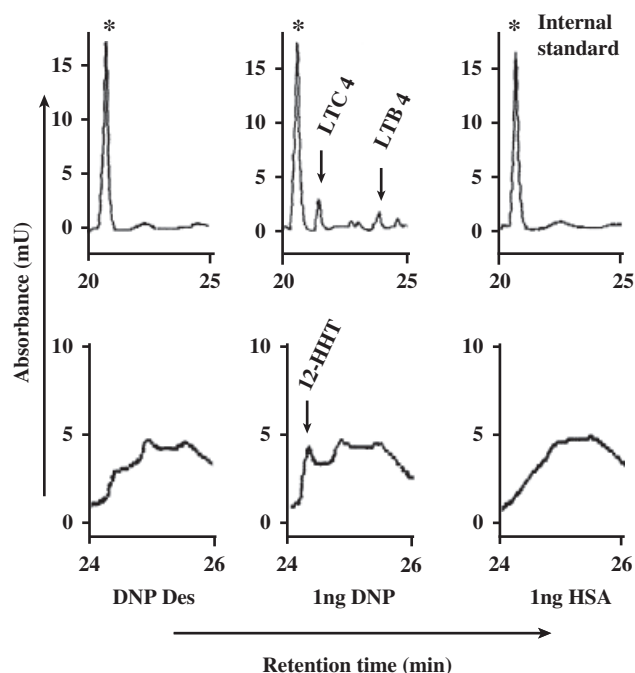 * * * Internal
standard
15 15 15
LTC 4
LTB 4
10 10 10
5 5 5
0 0 0
20 25 20 25 20 25
Absorbance (mU)
12-HHT
10 10 10
5 5 5
0 0 0
24 26 24 26 24 26
DNP Des 1ng DNP 1ng HSA
Retention time (min)